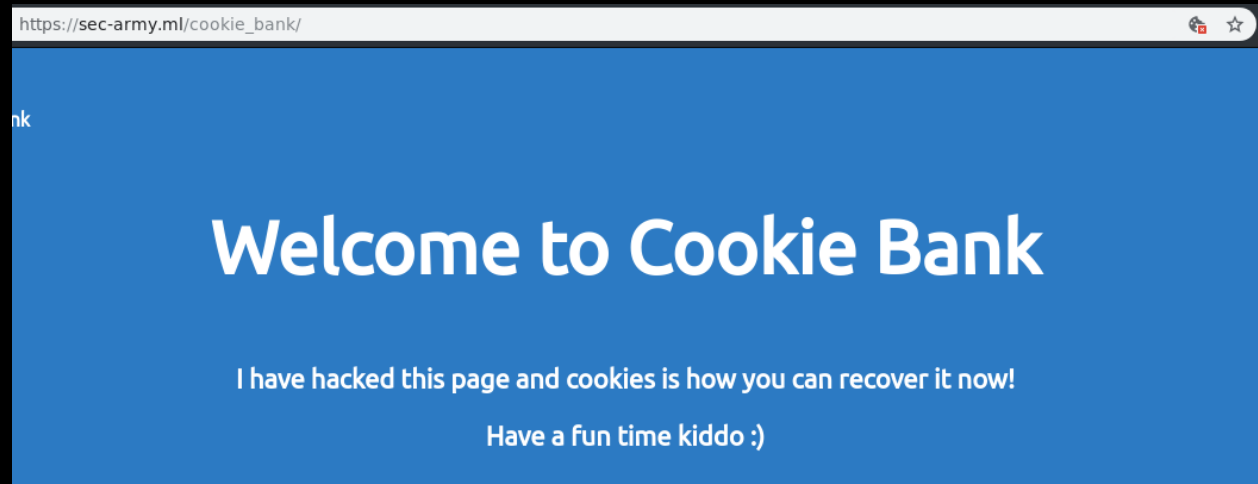 https://sec-army.ml/cookie_bank/
nk
Welcome to Cookie Bank
I have hacked this page and cookies is how you can recover it now!
Have a fun time kiddo :)